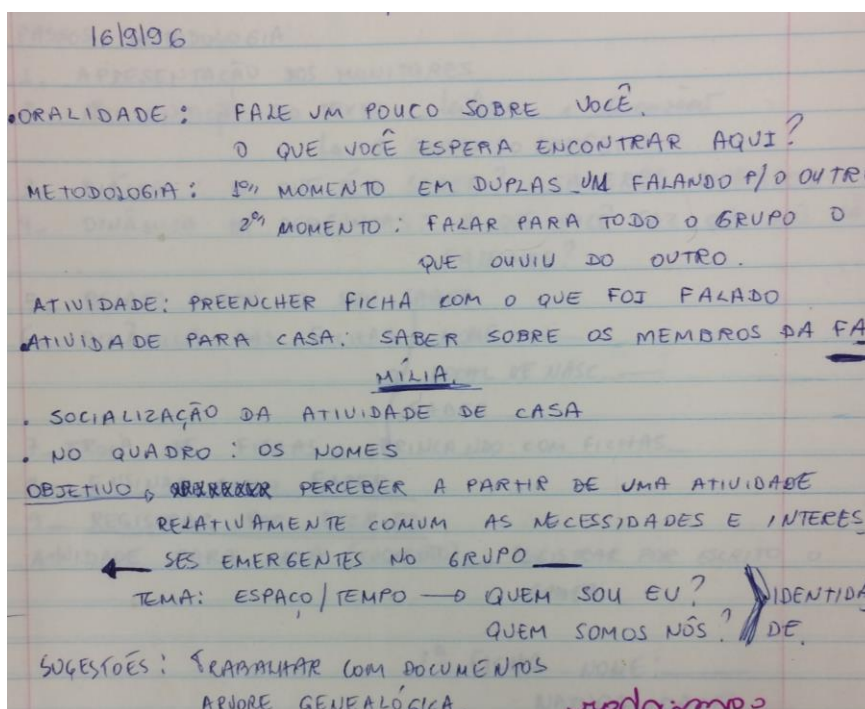 16/9/96
.ORALIDADE: FALE UM POUCO SOBRE VOCÊ.
O QUE VOCÊ ESPERA ENCONTRAR AQUI?
METODOLOGIA: 1º MOMENTO EM DUPLAS UM FALANDO P/ O OUTRO
2º MOMENTO: FALAR PARA TODO O GRUPO O
QUE OUVIU DO OUTRO.
ATIVIDADE: PREENCHER FICHA COM O QUE FOI FALADO
.ATIVIDADE PARA CASA: SABER SOBRE OS MEMBROS DA FA
MÍLIA.
. SOCIALIZAÇÃO DA ATIVIDADE DE CASA
. NO QUADRO: OS NOMES
OBJETIVO PERCEBER A PARTIR DE UMA ATIVIDADE
RELATIVAMENTE COMUM AS NECESSIDADES E INTERES
SES EMERGENTES NO GRUPO
TEMA: ESPAÇO/TEMPO → QUEM SOU EU? IDENTIDA
QUEM SOMOS NÓS? DE.
SUGESTÕES: TRABALHAR COM DOCUMENTOS
ARVORE GENEALÓGICA